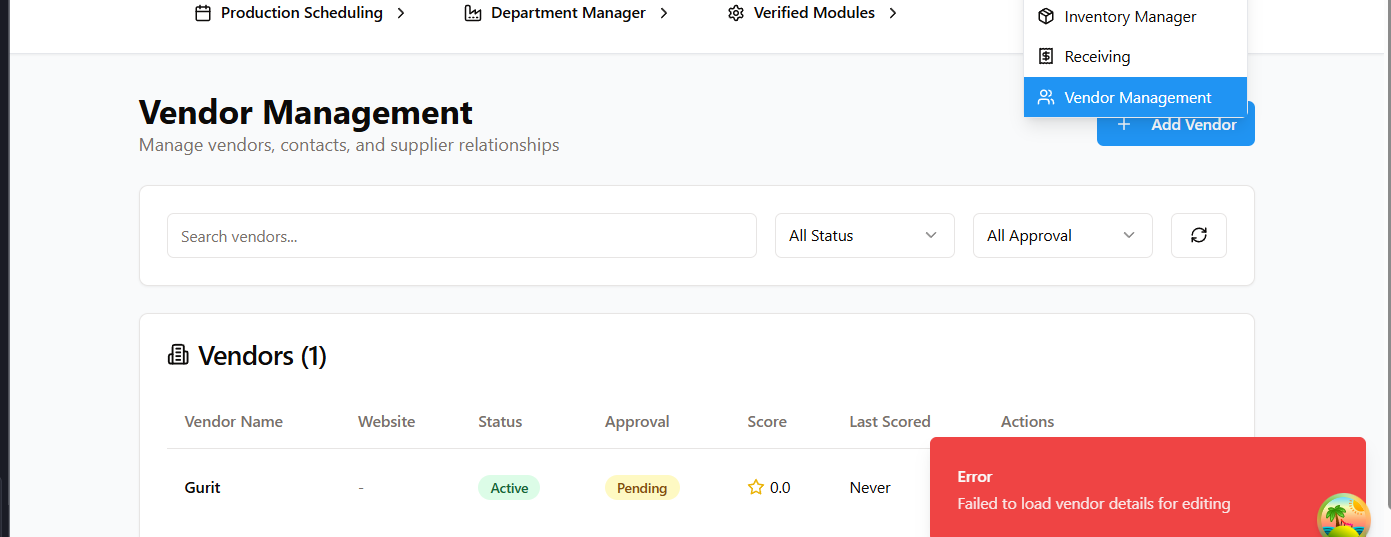 Production Scheduling
Department Manager
Verified Modules
Inventory Manager
Receiving
Vendor Management
Vendor Management
Manage vendors, contacts, and supplier relationships
Add Vendor
Search vendors...
All Status
All Approval
Vendors (1)
Vendor Name Website Status Approval Score Last Scored Actions
Gurit - Active Pending 0.0 Never
Error
Failed to load vendor details for editing